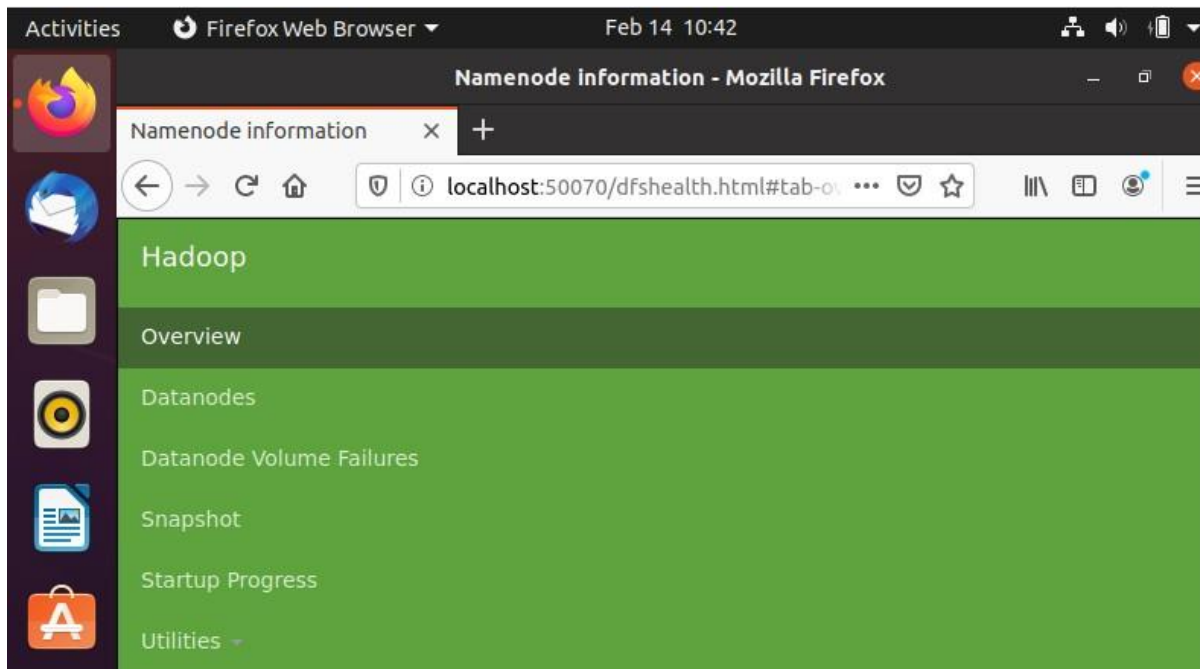 Activities Firefox Web Browser Feb 14 10:42
Namenode information - Mozilla Firefox
Namenode information
localhost:50070/dfshealth.html#tab-ov
Hadoop
Overview
Datanodes
Datanode Volume Failures
Snapshot
Startup Progress
Utilities